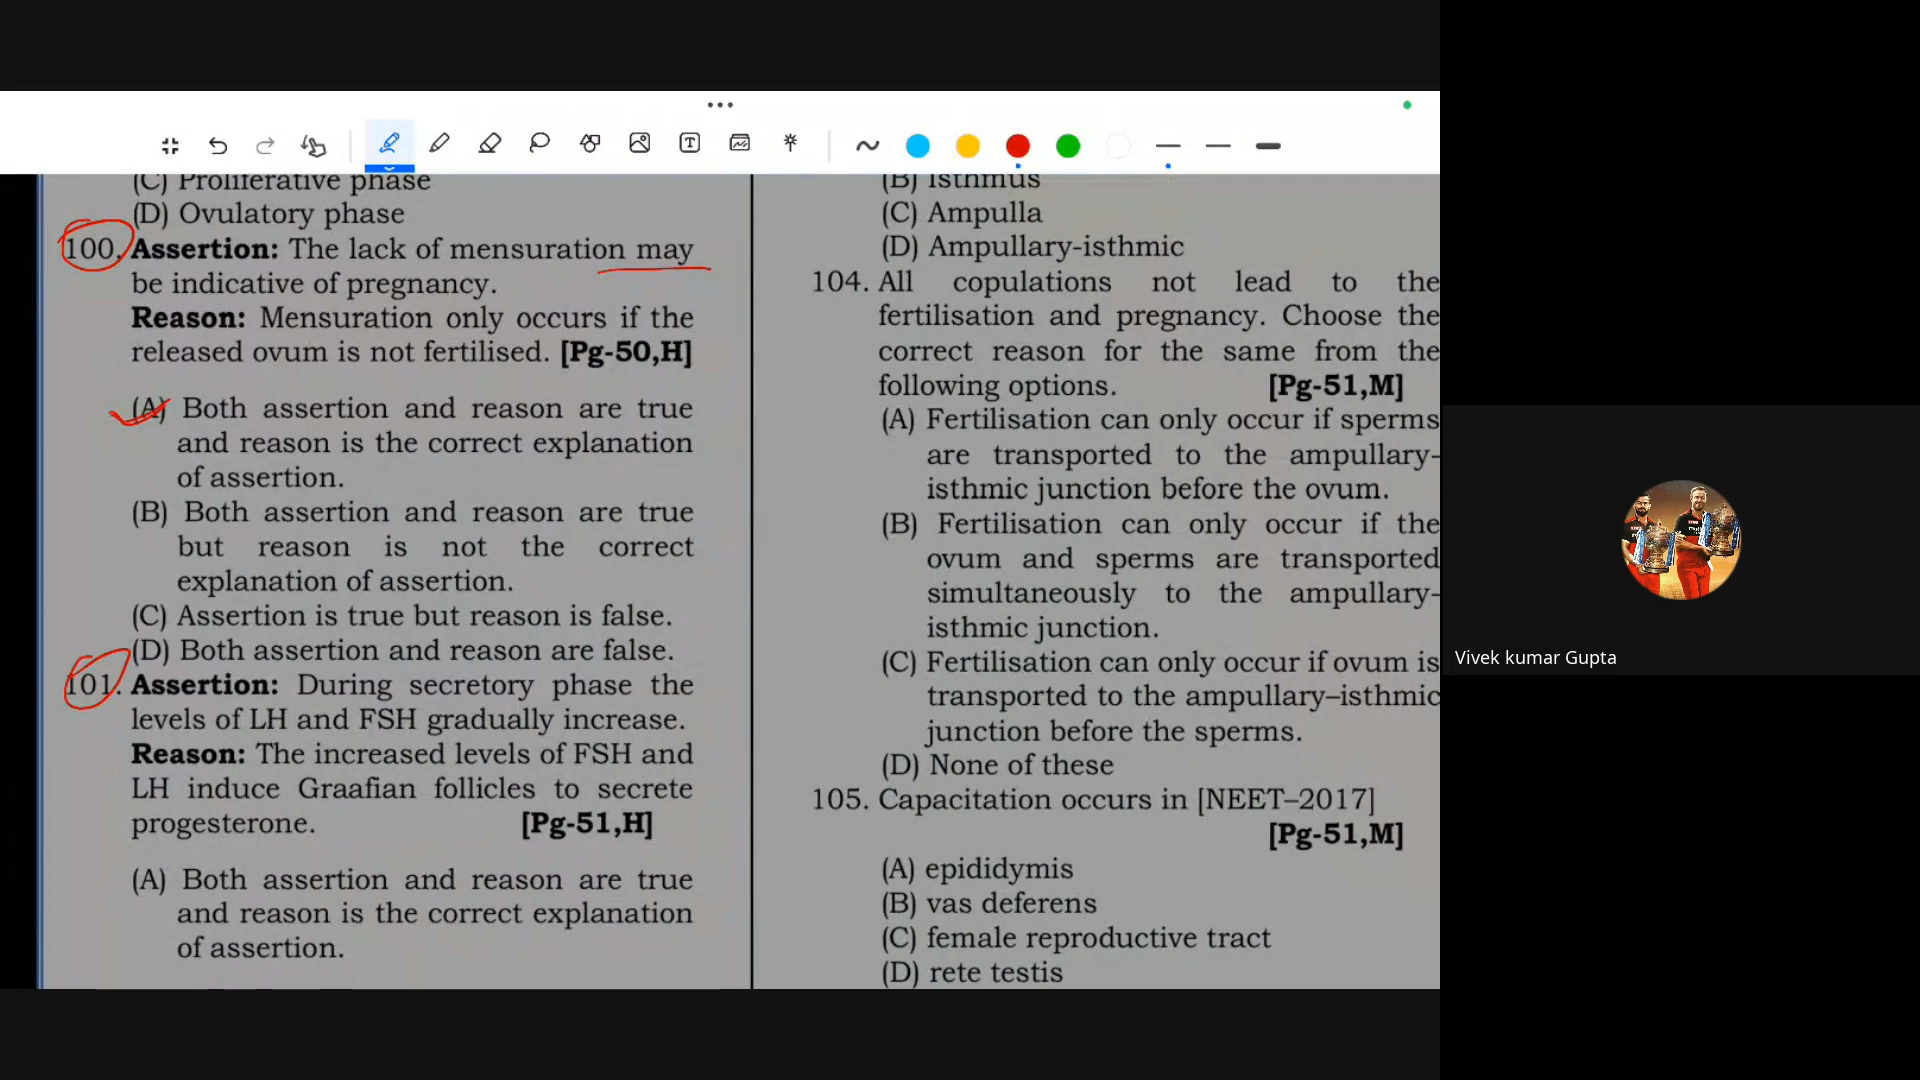 (C) Proliferative phase
(D) Ovulatory phase
100. Assertion: The lack of mensuration may
be indicative of pregnancy.
Reason: Mensuration only occurs if the
released ovum is not fertilised. [Pg-50,H]
(A) Both assertion and reason are true
and reason is the correct explanation
of assertion.
(B) Both assertion and reason are true
but reason is not the correct
explanation of assertion.
(C) Assertion is true but reason is false.
(D) Both assertion and reason are false.
101. Assertion: During secretory phase the
levels of LH and FSH gradually increase.
Reason: The increased levels of FSH and
LH induce Graafian follicles to secrete
progesterone. [Pg-51,H]
(A) Both assertion and reason are true
and reason is the correct explanation
of assertion.
(B) Isthmus
(C) Ampulla
(D) Ampullary-isthmic
104. All copulations not lead to the
fertilisation and pregnancy. Choose the
correct reason for the same from the
following options. [Pg-51,M]
(A) Fertilisation can only occur if sperms
are transported to the ampullary-
isthmic junction before the ovum.
(B) Fertilisation can only occur if the
ovum and sperms are transported
simultaneously to the ampullary-
isthmic junction.
(C) Fertilisation can only occur if ovum is
transported to the ampullary–isthmic
junction before the sperms.
(D) None of these
105. Capacitation occurs in [NEET–2017]
[Pg-51,M]
(A) epididymis
(B) vas deferens
(C) female reproductive tract
(D) rete testis
Vivek kumar Gupta